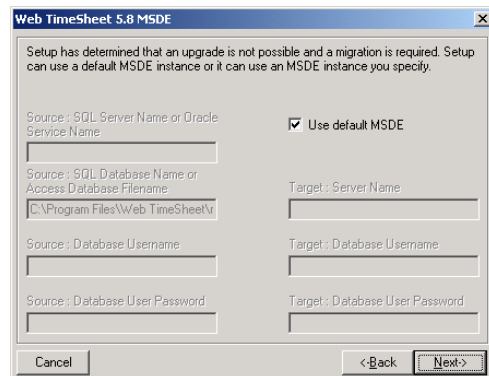 Web TimeSheet 5.8 MSDE
Setup has determined that an upgrade is not possible and a migration is required. Setup
can use a default MSDE instance or it can use an MSDE instance you specify.
Source : SQL Server Name or Oracle
Service Name
Use default MSDE
Source : SQL Database Name or
Access Database Filename
Target : Server Name
C:\Program Files\Web TimeSheet\r
Source : Database Username
Target : Database Username
Source : Database User Password
Target : Database User Password
Cancel
<-Back
Next->